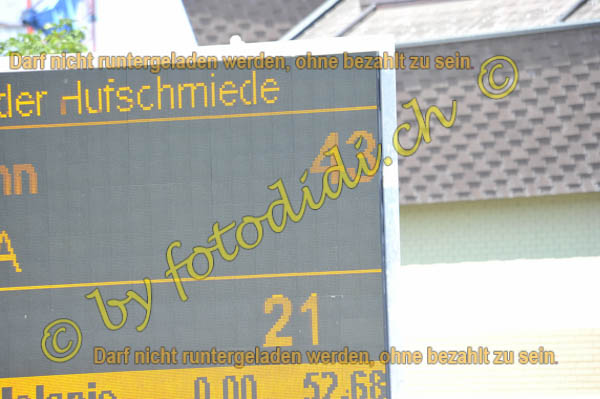 Darf nicht runtergeladen werden, ohne bezahlt zu sein.
der Hufschmiede
43
© by fotodidi.ch ©
A
21
Darf nicht runtergeladen werden, ohne bezahlt zu sein.
0.00 52.68